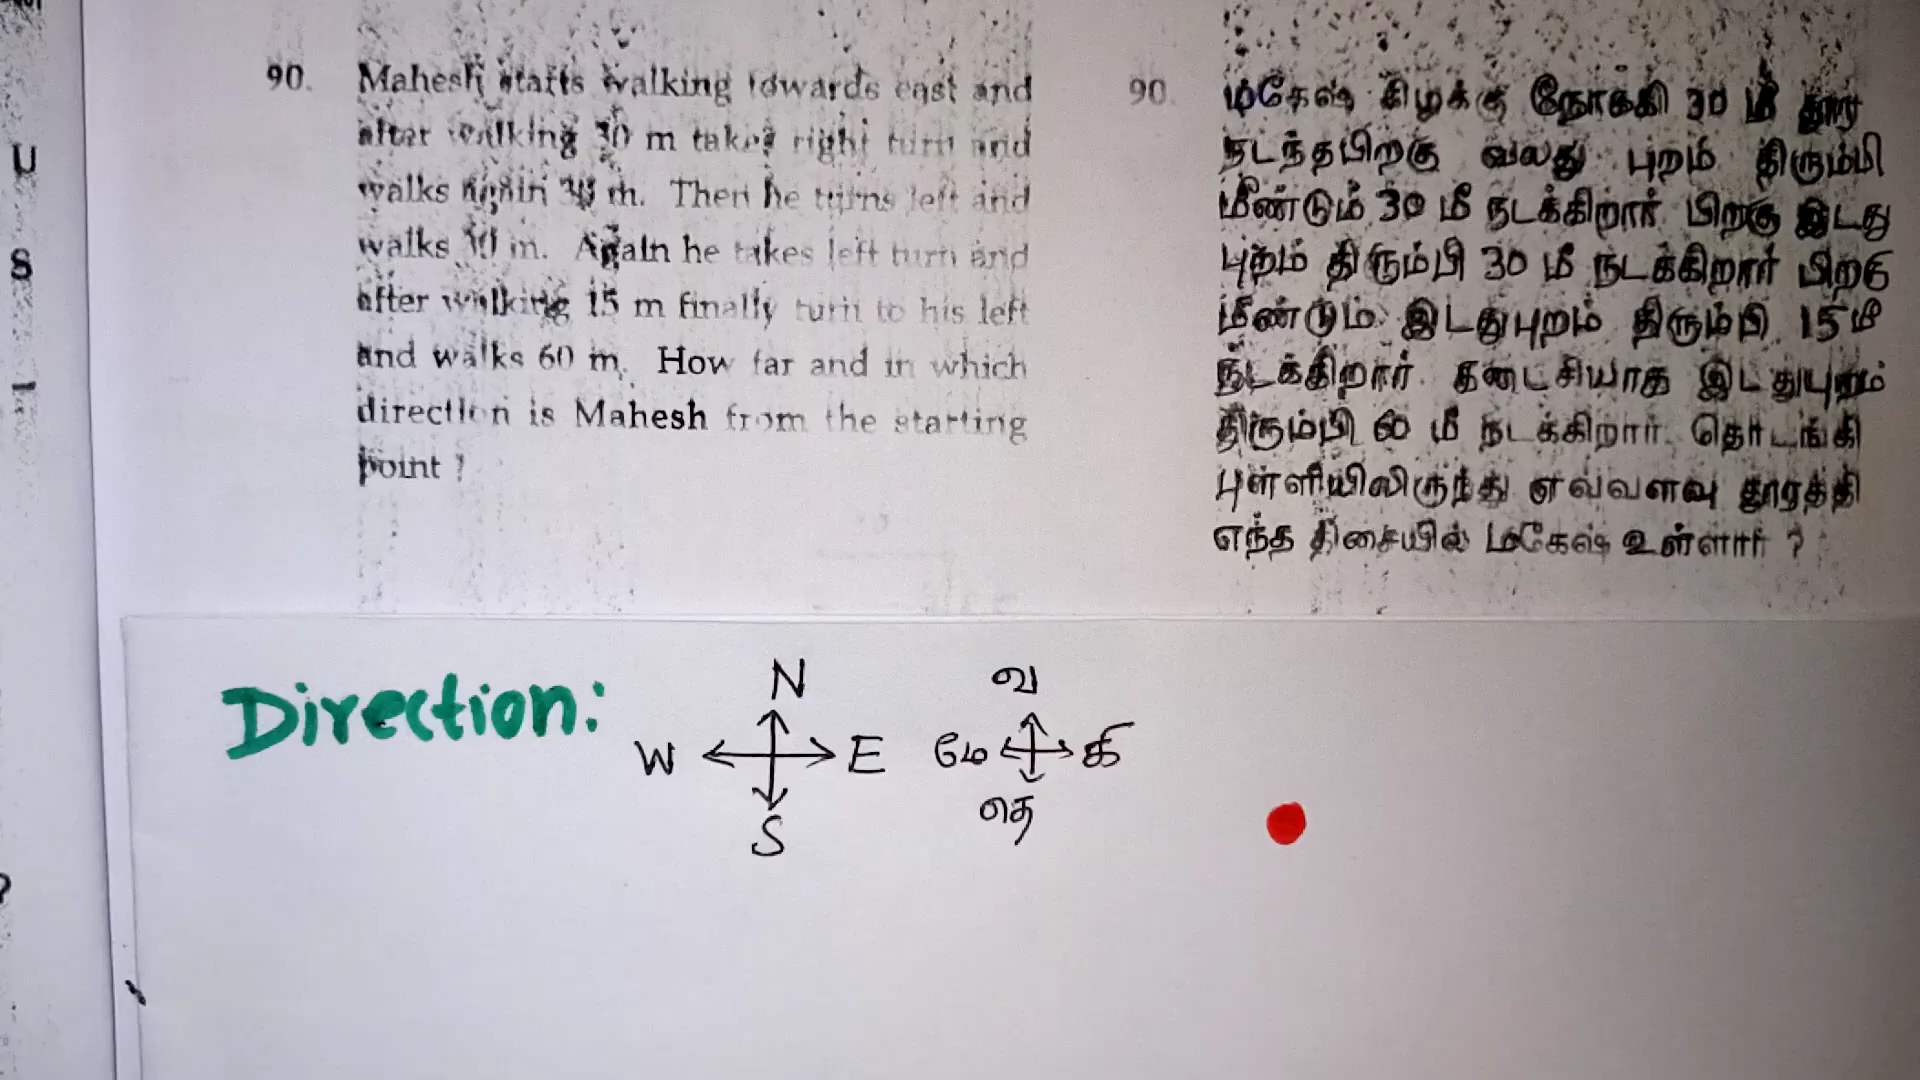 U
S
90. Mahesh starts walking towards east and
after walking 30 m takes right turn and
walks again 30 m. Then he turns left and
walks 30 m. Again he takes left turn and
after walking 15 m finally turn to his left
and walks 60 m. How far and in which
direction is Mahesh from the starting
point ?
90. மகேஷ் கிழக்கு நோக்கி 30 மீ தூர
நடந்தபிறகு வலது புறம் திரும்பி
மீண்டும் 30 மீ நடக்கிறார் பிறகு இடது
புறம் திரும்பி 30 மீ நடக்கிறார் பிறகு
மீண்டும் இடதுபுறம் திரும்பி 15 மீ
நடக்கிறார் கடைசியாக இடதுபுறம்
திரும்பி 60 மீ நடக்கிறார். தொடங்கி
புள்ளியிலிருந்து எவ்வளவு தூரத்தி
எந்த திசையில் மகேஷ் உள்ளார் ?
Direction:
N
W E
S
வ
மே கி
தெ